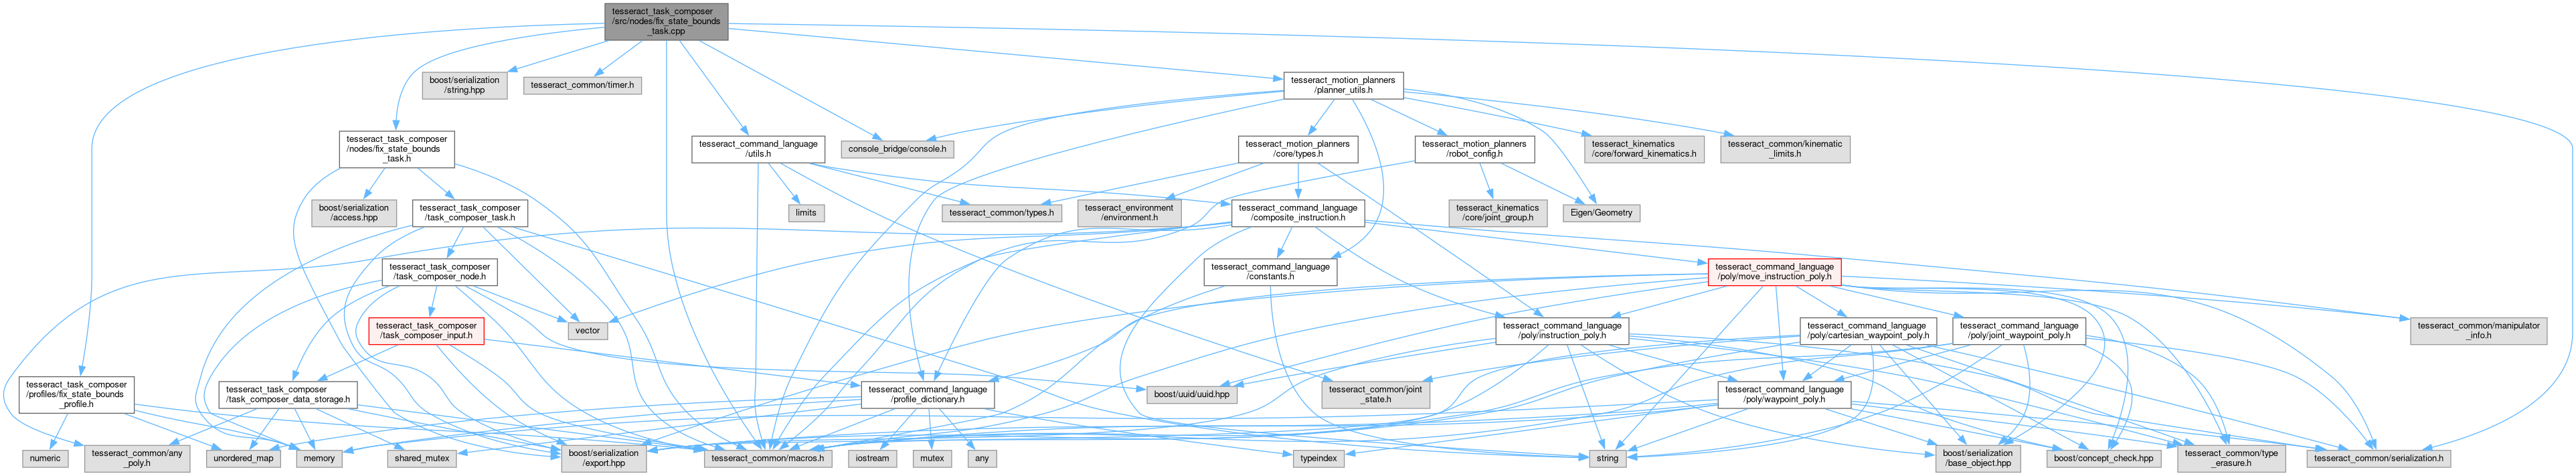 tesseract_task_composer
/src/nodes/fix_state_bounds
_task.cpp
boost/serialization
/string.hpp
tesseract_common/timer.h
tesseract_motion_planners
/planner_utils.h
tesseract_task_composer
/nodes/fix_state_bounds
_task.h
tesseract_command_language
/utils.h
console_bridge/console.h
tesseract_motion_planners
/core/types.h
tesseract_motion_planners
/robot_config.h
tesseract_kinematics
/core/forward_kinematics.h
tesseract_common/kinematic
_limits.h
boost/serialization
/access.hpp
tesseract_task_composer
/task_composer_task.h
limits
tesseract_common/types.h
tesseract_environment
/environment.h
tesseract_command_language
/composite_instruction.h
tesseract_kinematics
/core/joint_group.h
Eigen/Geometry
tesseract_task_composer
/task_composer_node.h
tesseract_command_language
/constants.h
tesseract_command_language
/poly/move_instruction_poly.h
tesseract_task_composer
/task_composer_input.h
vector
tesseract_command_language
/poly/instruction_poly.h
tesseract_command_language
/poly/cartesian_waypoint_poly.h
tesseract_command_language
/poly/joint_waypoint_poly.h
tesseract_common/manipulator
_info.h
tesseract_task_composer
/profiles/fix_state_bounds
_profile.h
tesseract_task_composer
/task_composer_data_storage.h
tesseract_command_language
/profile_dictionary.h
boost/uuid/uuid.hpp
tesseract_common/joint
_state.h
tesseract_command_language
/poly/waypoint_poly.h
numeric
tesseract_common/any
_poly.h
unordered_map
memory
shared_mutex
boost/serialization
/export.hpp
tesseract_common/macros.h
iostream
mutex
any
typeindex
string
boost/serialization
/base_object.hpp
boost/concept_check.hpp
tesseract_common/type
_erasure.h
tesseract_common/serialization.h